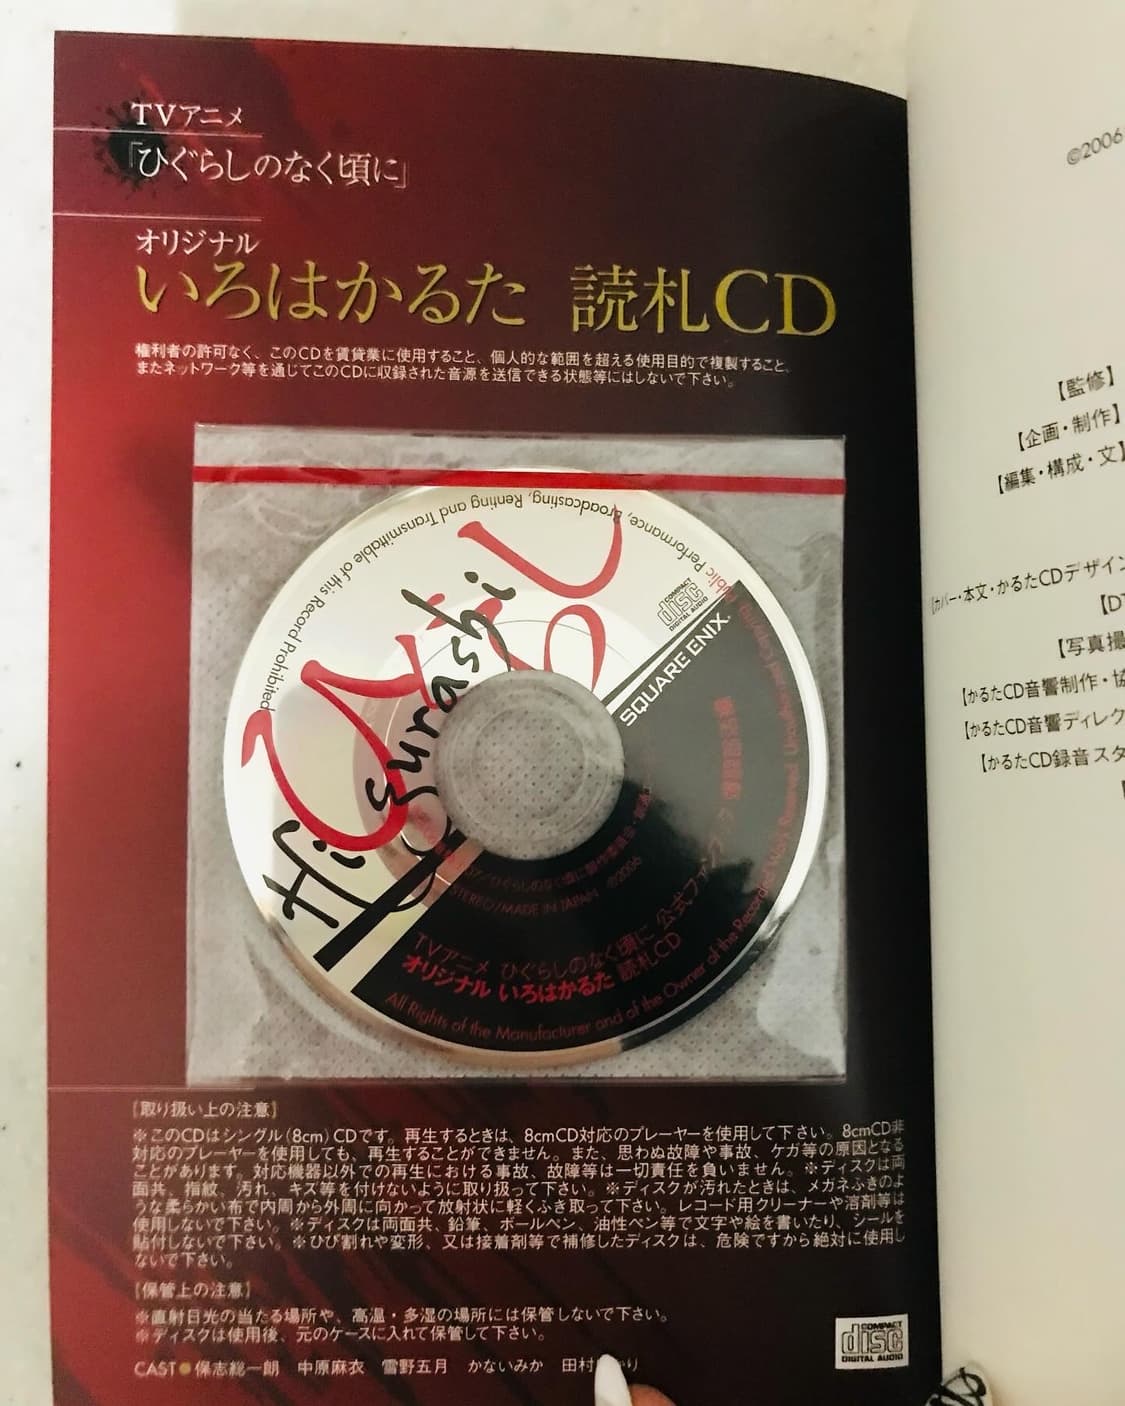 TVアニメ
「ひぐらしのなく頃に」
オリジナル
いろはかるた 読札CD
権利者の許可なく、このCDを賃貸業に使用すること、個人的な範囲を超える使用目的で複製すること、
またネットワーク等を通じてこのCDに収録された音源を送信できる状態等にはしないで下さい。
Broadcasting, Renting and Transmittable of this Record Prohibited
Higurashi
COMPACT
disc
DIGITAL AUDIO
SQUARE ENIX.
STEREO/MADE IN JAPAN ℗2006
TVアニメ ひぐらしのなく頃に 公式ファンブック
オリジナル いろはかるた 読札CD
All Rights of the Manufacturer and of the Owner of the Recorded Work Reserved
【取り扱い上の注意】
※このCDはシングル(8cm)CDです。再生するときは、8cmCD対応のプレーヤーを使用して下さい。8cmCD非
対応のプレーヤーを使用しても、再生することができません。また、思わぬ故障や事故、ケガ等の原因となる
ことがあります。対応機器以外での再生における事故、故障等は一切責任を負いません。※ディスクは両
面共、指紋、汚れ、キズ等を付けないように取り扱って下さい。※ディスクが汚れたときは、メガネふきのよ
うな柔らかい布で内周から外周に向かって放射状に軽くふき取って下さい。レコード用クリーナーや溶剤等は
使用しないで下さい。※ディスクは両面共、鉛筆、ボールペン、油性ペン等で文字や絵を書いたり、シールを
貼付しないで下さい。※ひび割れや変形、又は接着剤等で補修したディスクは、危険ですから絶対に使用し
ないで下さい。
【保管上の注意】
※直射日光の当たる場所や、高温・多湿の場所には保管しないで下さい。
※ディスクは使用後、元のケースに入れて保管して下さい。
CAST●保志総一朗 中原麻衣 雪野五月 かないみか 田村
COMPACT
disc
DIGITAL AUDIO
©2006
【監修】
【企画・制作】
【編集・構成・文】
【カバー・本文・かるたCDデザイン
【DT
【写真撮
【かるたCD音響制作・協
【かるたCD音響ディレク
【かるたCD録音スタ